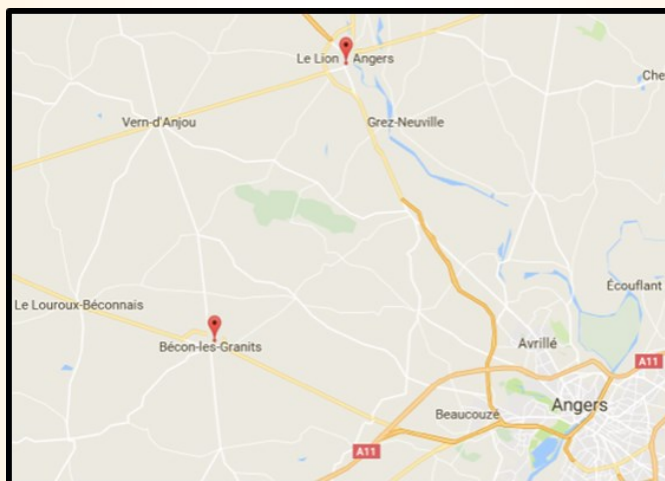 Le Lion Angers
Che
Vern-d'Anjou
Grez-Neuville
Écouflant
Le Louroux-Béconnais
Bécon-les-Granits
Avrillé
A11
Angers
Beaucouzé
A11